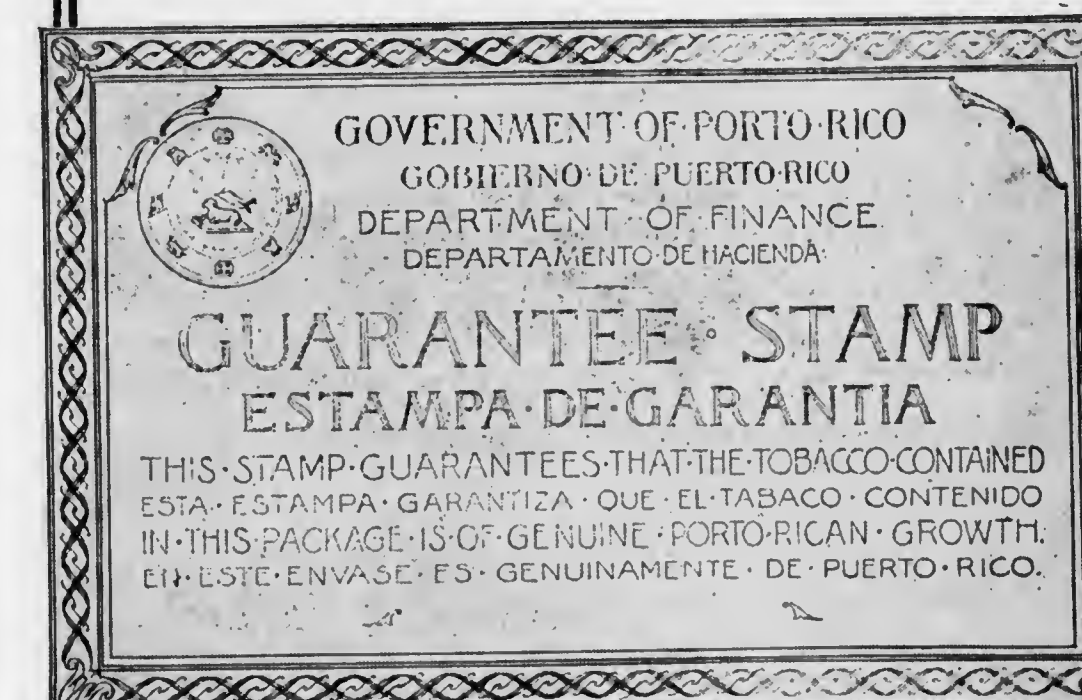 GOVERNMENT·OF·PORTO·RICO
GOBIERNO·DE·PUERTO·RICO
DEPARTMENT·OF·FINANCE
DEPARTAMENTO·DE HACIENDA·
GUARANTEE·STAMP
ESTAMPA·DE·GARANTIA
THIS·STAMP·GUARANTEES·THAT·THE·TOBACCO·CONTAINED
ESTA·ESTAMPA·GARANTIZA·QUE·EL·TABACO·CONTENIDO
IN·THIS·PACKAGE·IS·OF·GENUINE·PORTO·RICAN·GROWTH.
EN·ESTE·ENVASE·ES·GENUINAMENTE·DE·PUERTO·RICO.